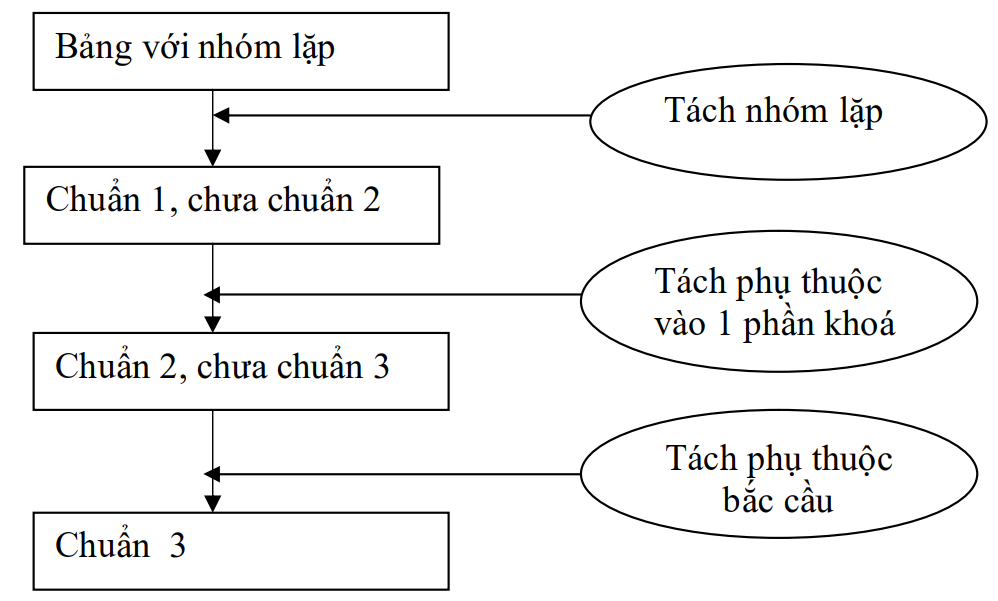 Bảng với nhóm lặp
Tách nhóm lặp
Chuẩn 1, chưa chuẩn 2
Tách phụ thuộc
vào 1 phần khoá
Chuẩn 2, chưa chuẩn 3
Tách phụ thuộc
bắc cầu
Chuẩn 3